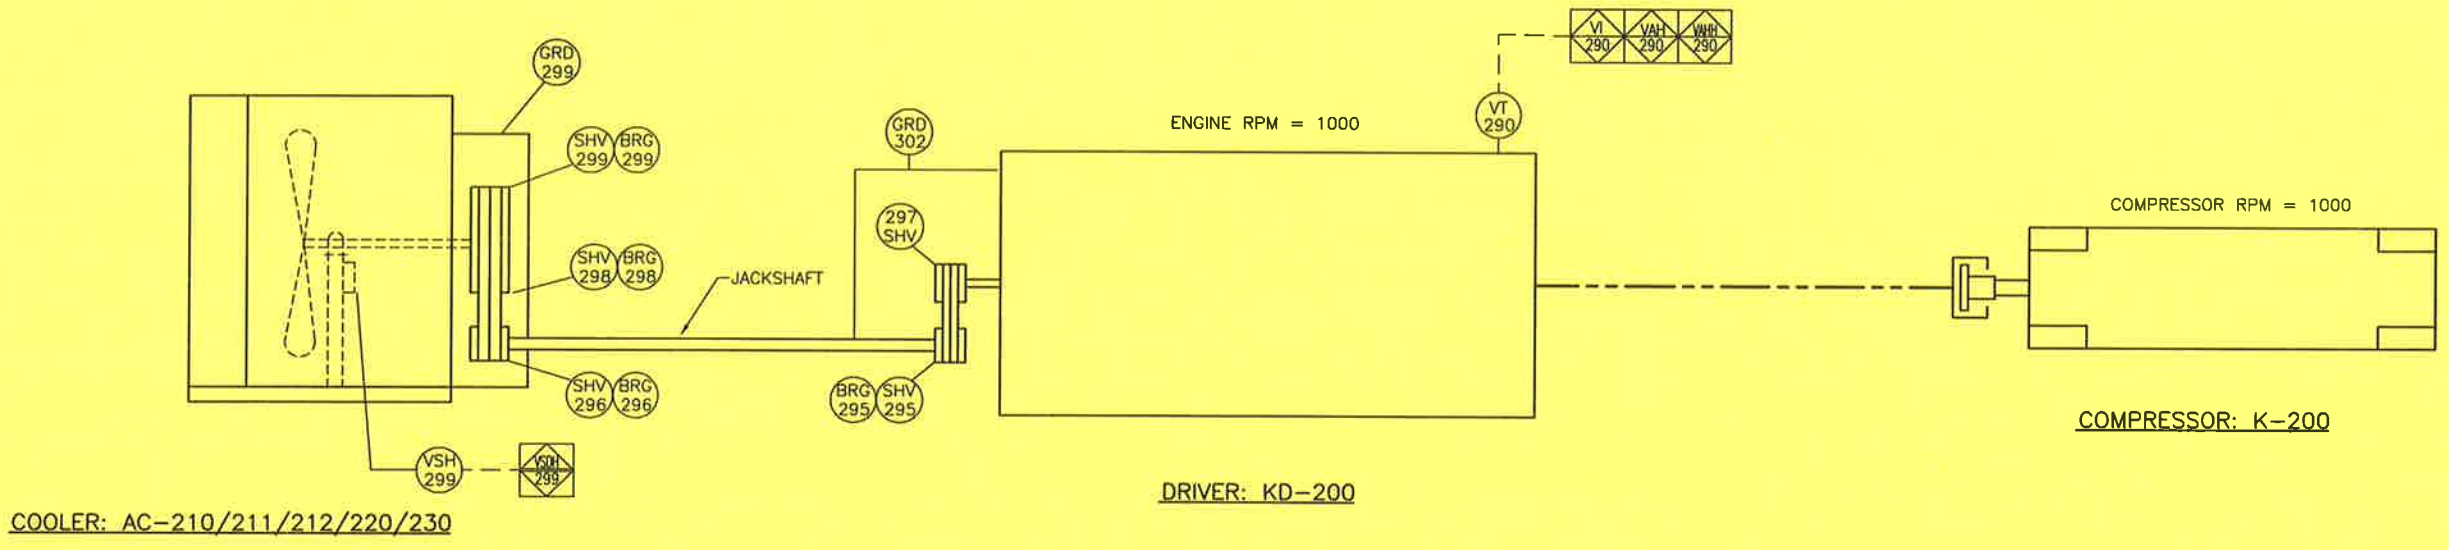 VI
290
VAH
290
VAHH
290
GRD
299
VT
290
GRD
302
ENGINE RPM = 1000
SHV
299
BRG
299
COMPRESSOR RPM = 1000
297
SHV
SHV
298
BRG
298
JACKSHAFT
SHV
296
BRG
296
BRG
295
SHV
295
COMPRESSOR: K-200
VSH
299
VSDH
299
DRIVER: KD-200
COOLER: AC-210/211/212/220/230